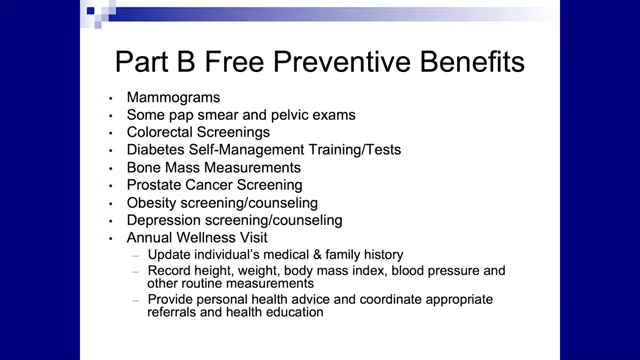 Part B Free Preventive Benefits
• Mammograms
• Some pap smear and pelvic exams
• Colorectal Screenings
• Diabetes Self-Management Training/Tests
• Bone Mass Measurements
• Prostate Cancer Screening
• Obesity screening/counseling
• Depression screening/counseling
• Annual Wellness Visit
– Update individual's medical & family history
– Record height, weight, body mass index, blood pressure and
other routine measurements
– Provide personal health advice and coordinate appropriate
referrals and health education